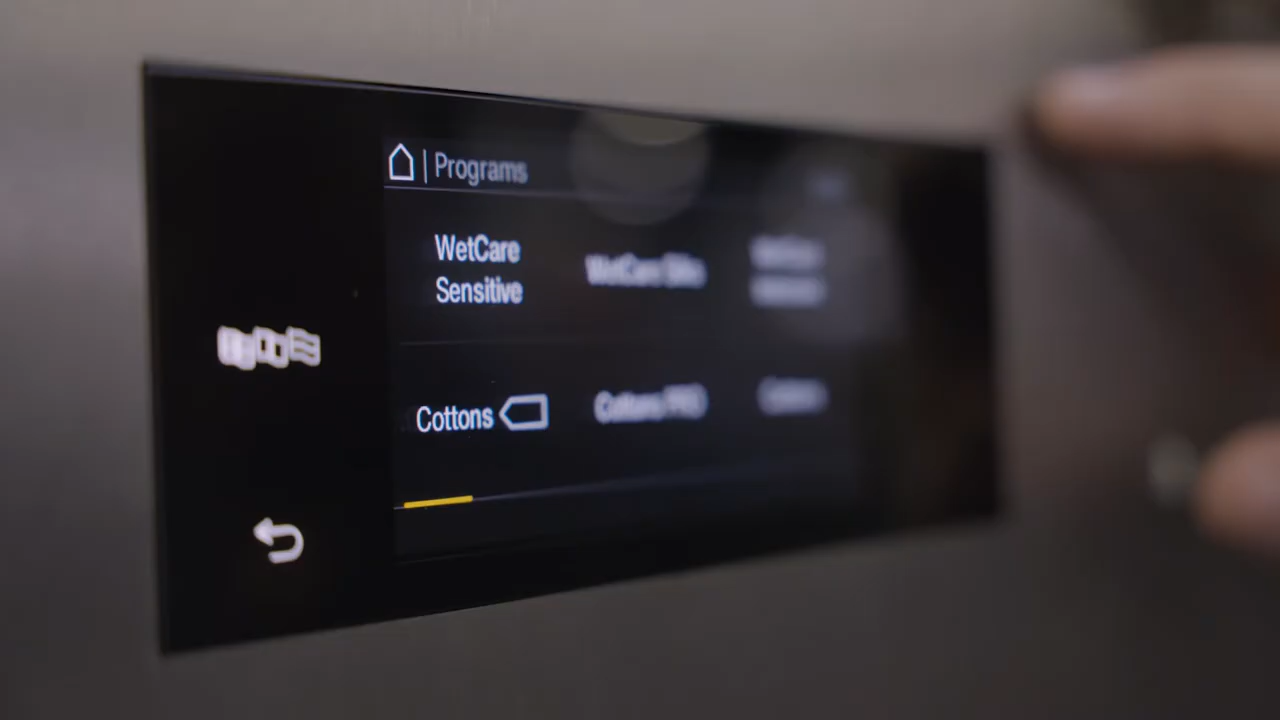 Programs
WetCare
Sensitive
WetCare Silk
Cottons
Cottons PRO